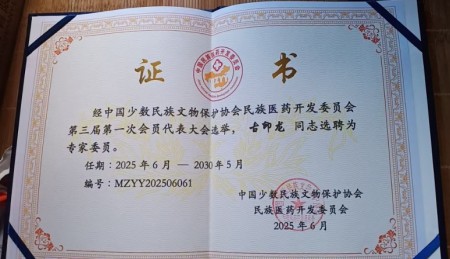 证 书
经中国少数民族文物保护协会民族医药开发委员会
第三届第一次会员代表大会选举， 古帅龙 同志选聘为
专家委员。
任期：2025 年 6 月 — 2030 年 5 月
编号：MZYY202506061
中国少数民族文物保护协会
民族医药开发委员会
2025 年 6 月